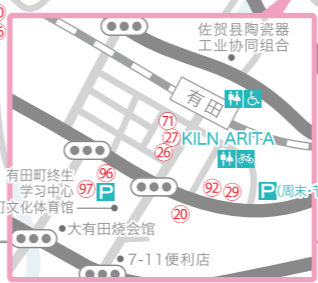 佐贺县陶瓷器
工业协同组合
有田
71
27 KILN ARITA
26
96
有田町终生
学习中心
97 P
町文化体育馆
92 29
P (周末·节
20
大有田烧会馆
7-11便利店